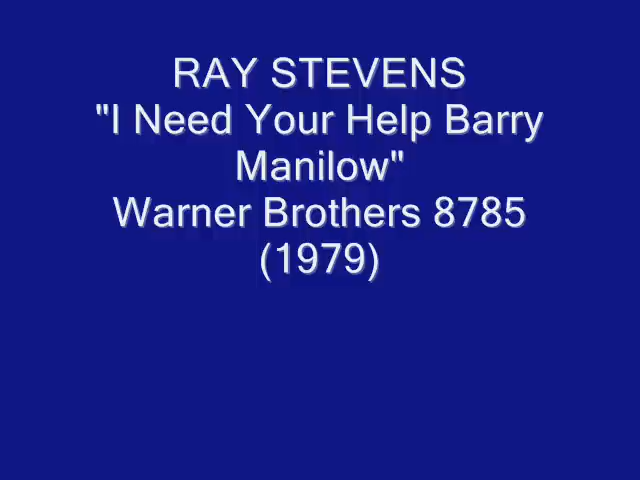 RAY STEVENS
"I Need Your Help Barry
Manilow"
Warner Brothers 8785
(1979)